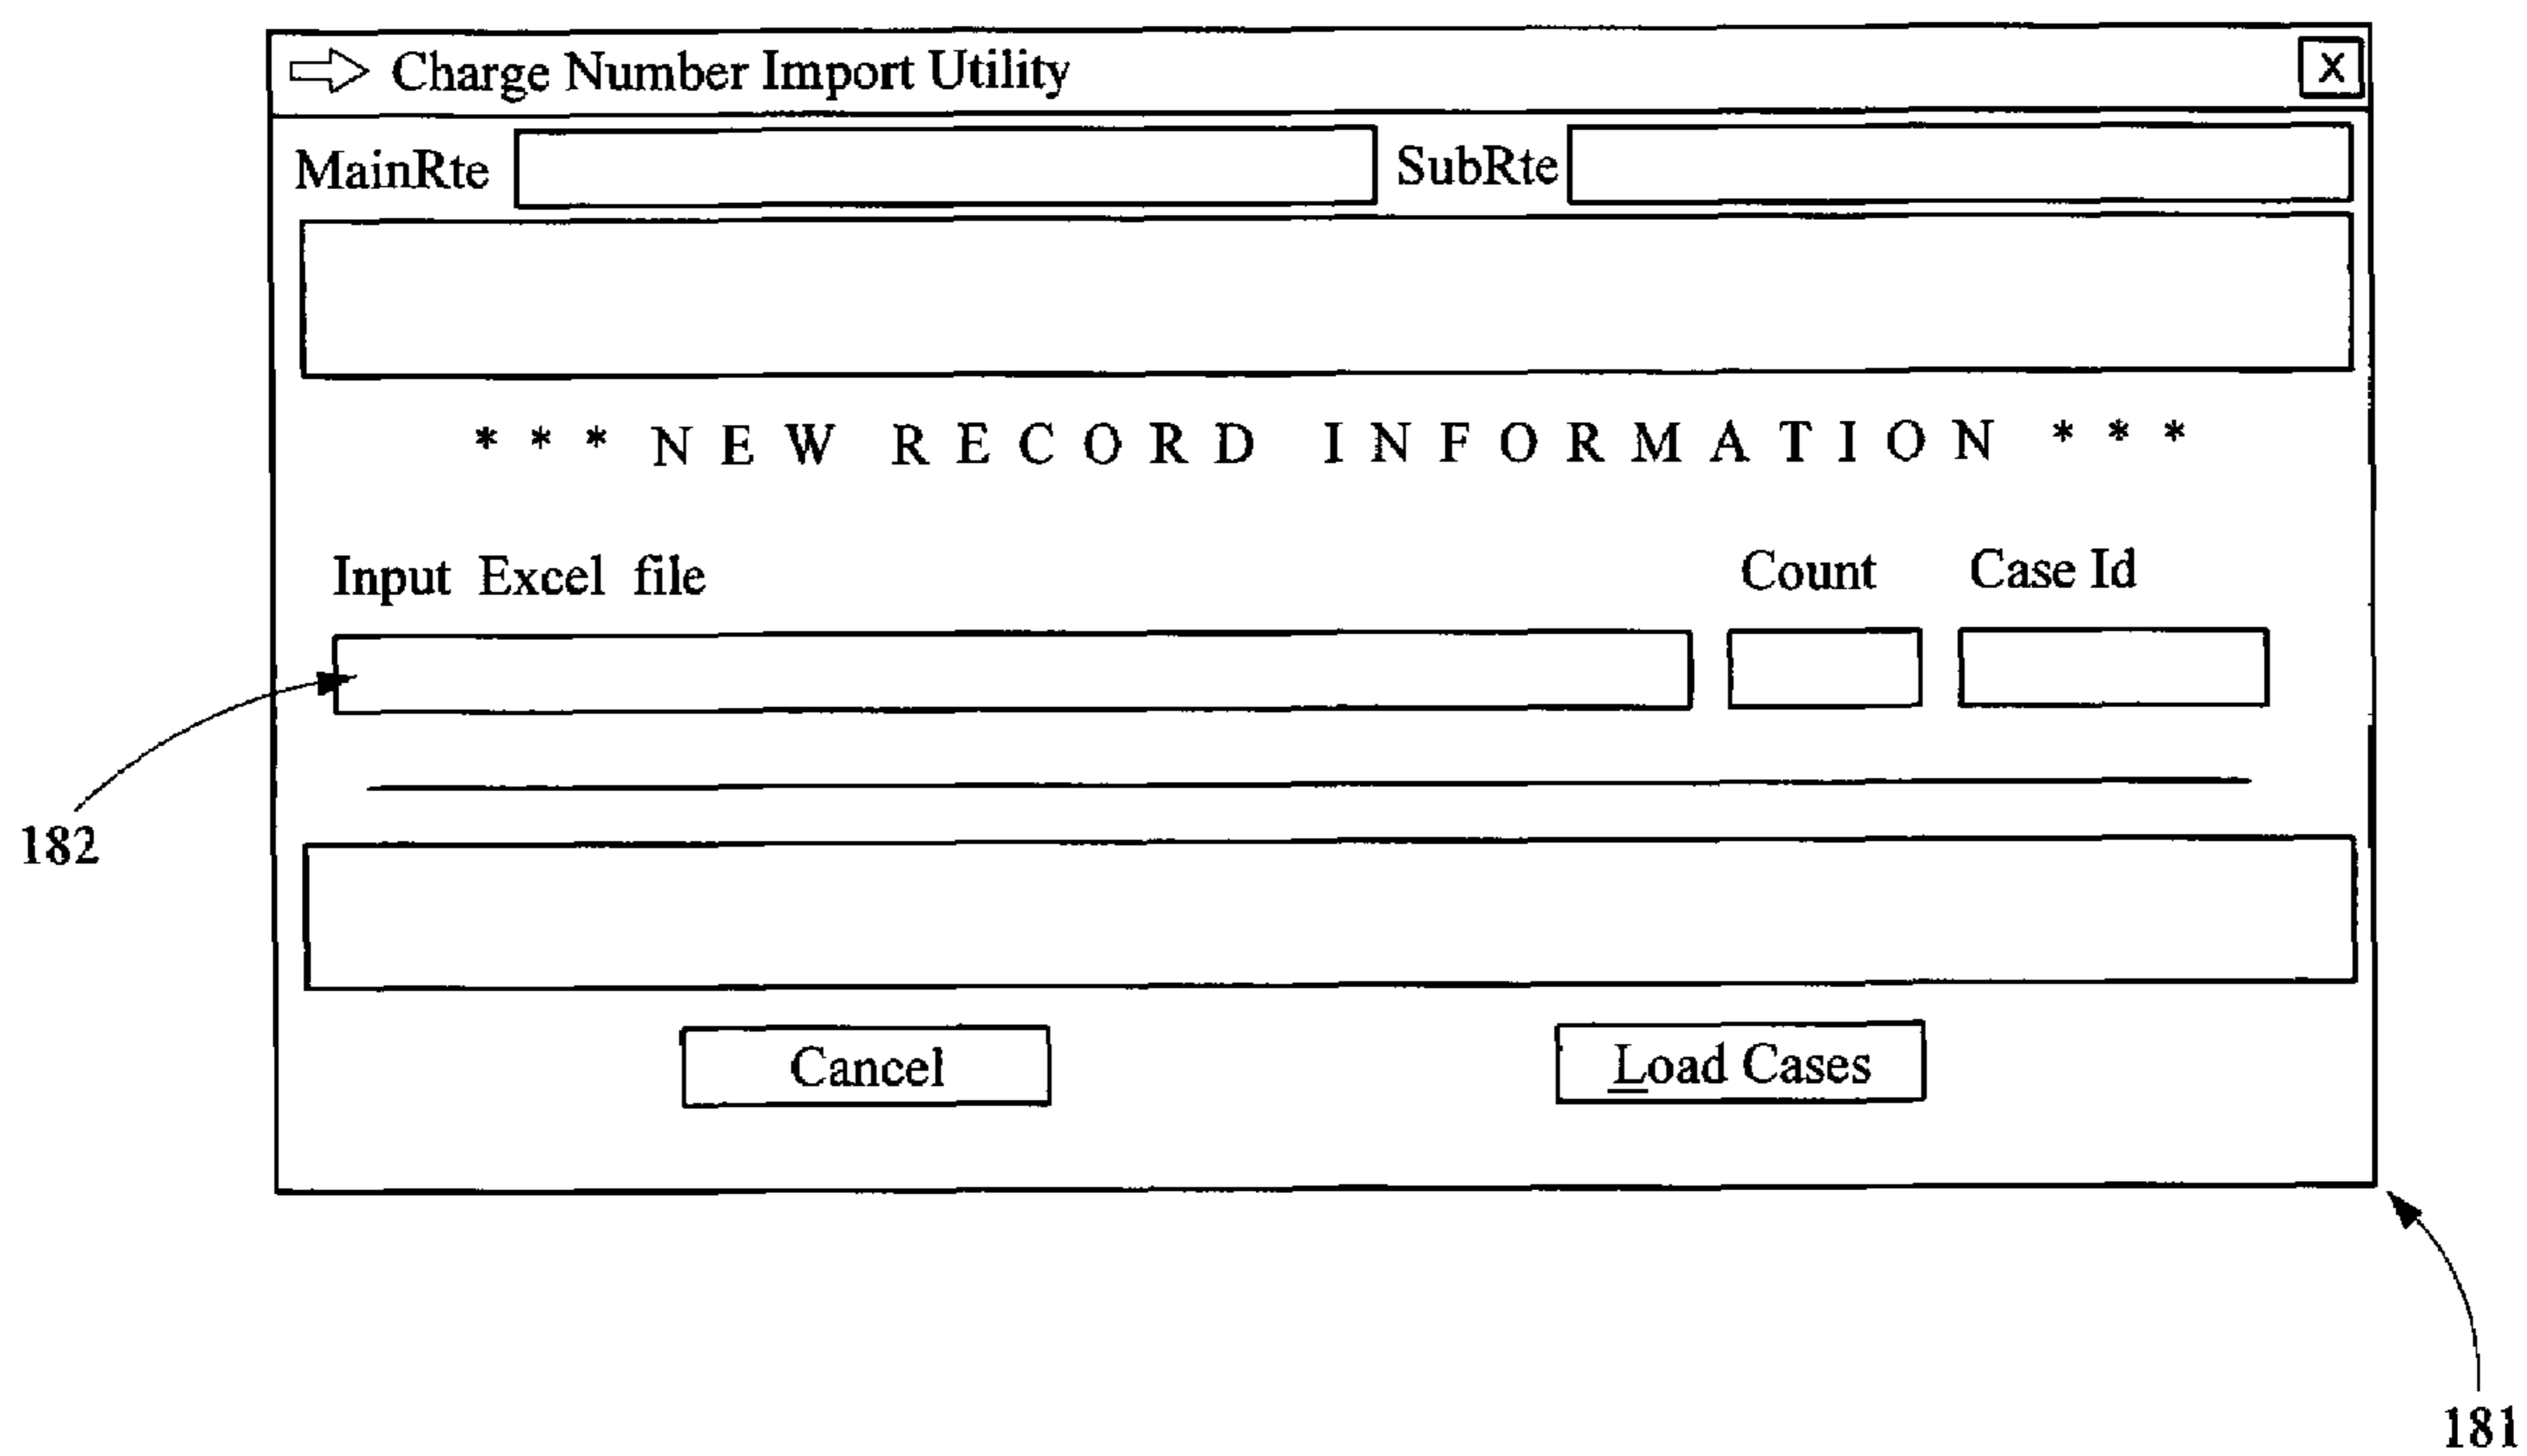 Charge Number Import Utility X
MainRte SubRte
* * * N E W R E C O R D I N F O R M A T I O N * * *
Input Excel file Count Case Id
182
Cancel Load Cases
181